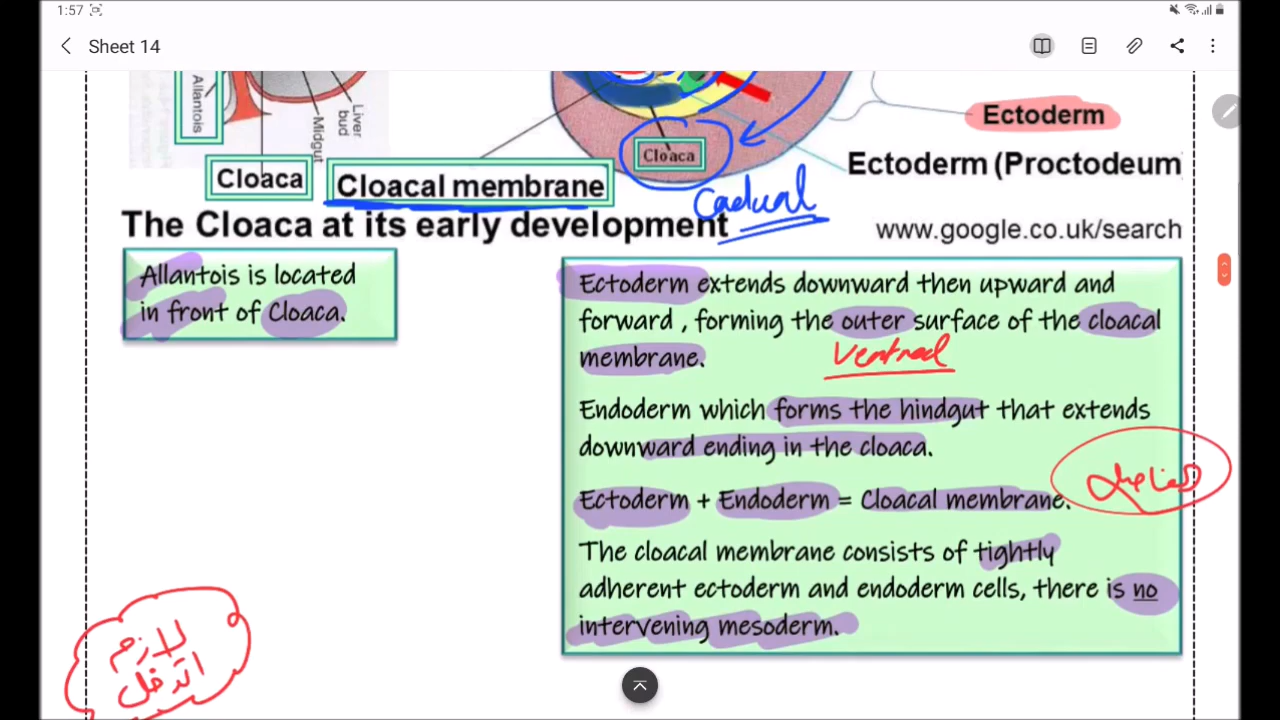 1:57
Sheet 14
Allantois
Midgut
Liver
bud
Cloaca
Cloacal membrane
Cloaca
Ectoderm
Ectoderm (Proctodeum
cadual
The Cloaca at its early development
www.google.co.uk/search
Allantois is located
in front of Cloaca.
Ectoderm extends downward then upward and
forward , forming the outer surface of the cloacal
membrane.
Endoderm which forms the hindgut that extends
downward ending in the cloaca.
Ectoderm + Endoderm = Cloacal membrane.
The cloacal membrane consists of tightly
adherent ectoderm and endoderm cells, there is no
intervening mesoderm.
لازم